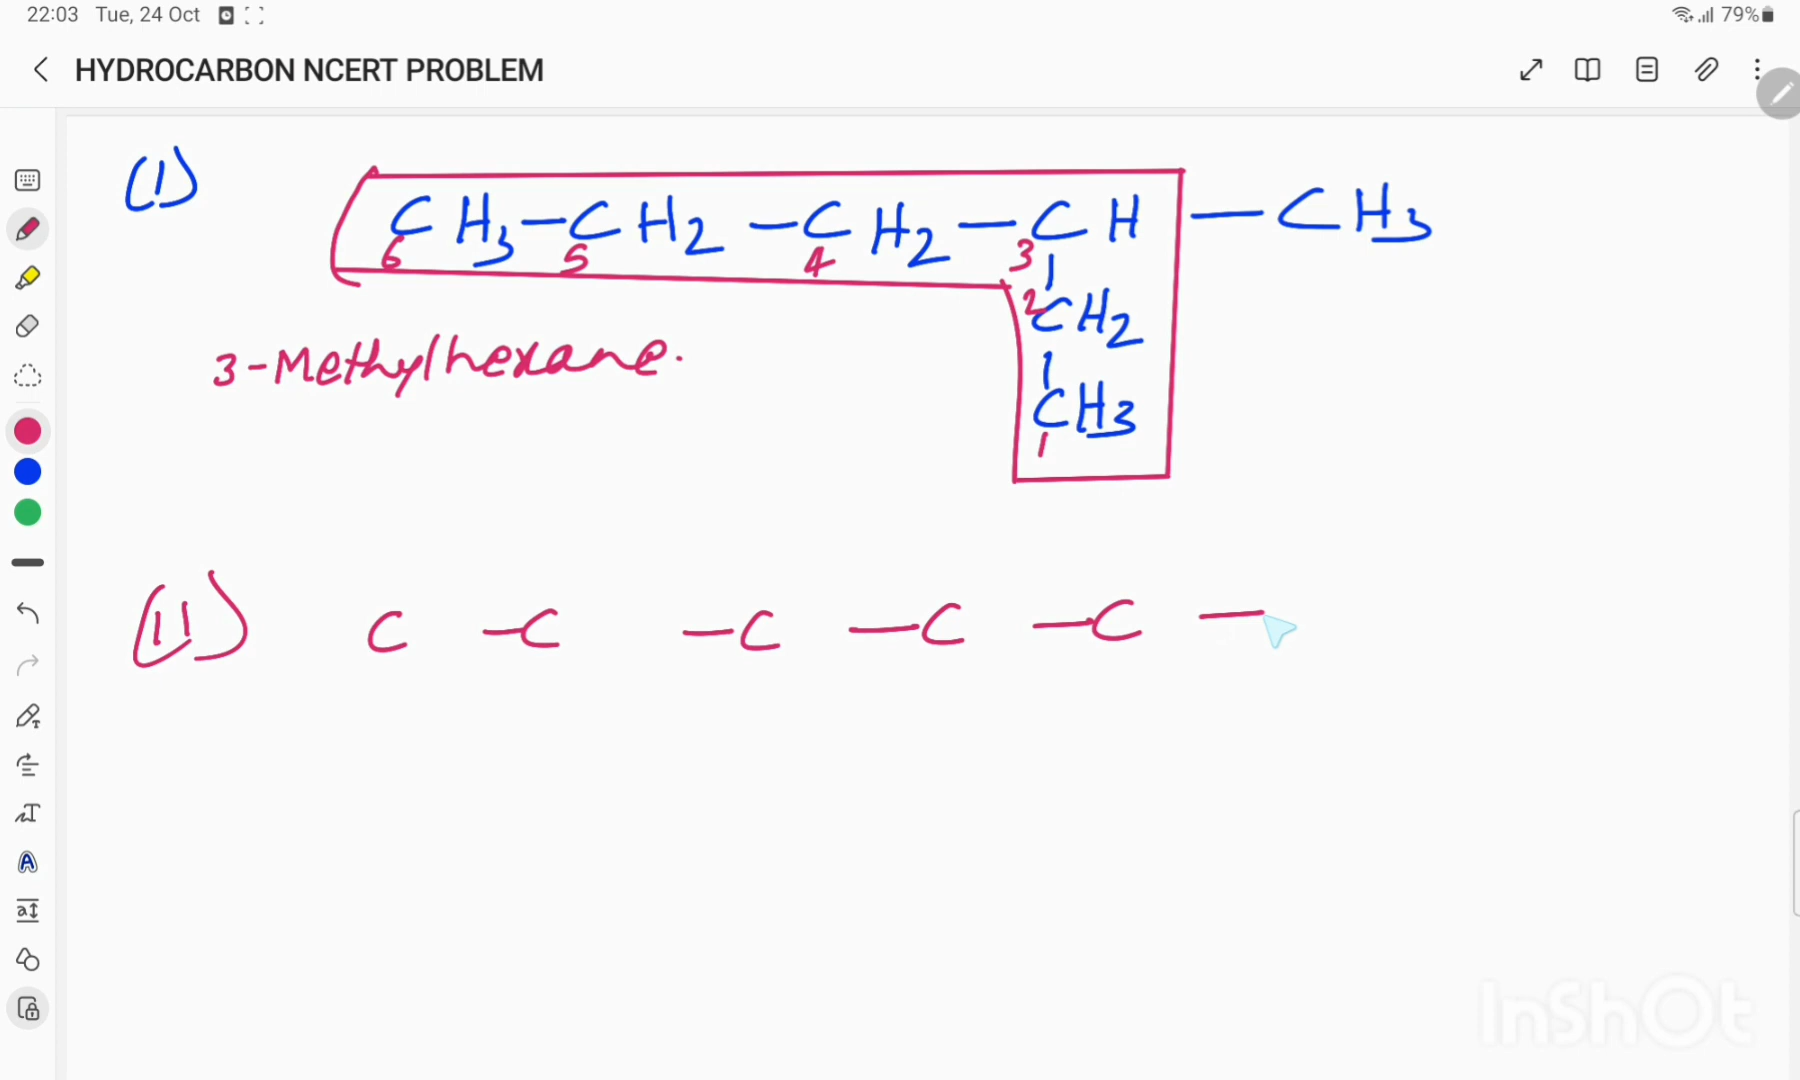 22:03 Tue, 24 Oct
79%
HYDROCARBON NCERT PROBLEM
(1)
CH3-CH2-CH2-CH-CH3
6 5 4 3
2
CH2
3-Methylhexane.
CH3
1
(II) C -C -C -C -C -
InShOt